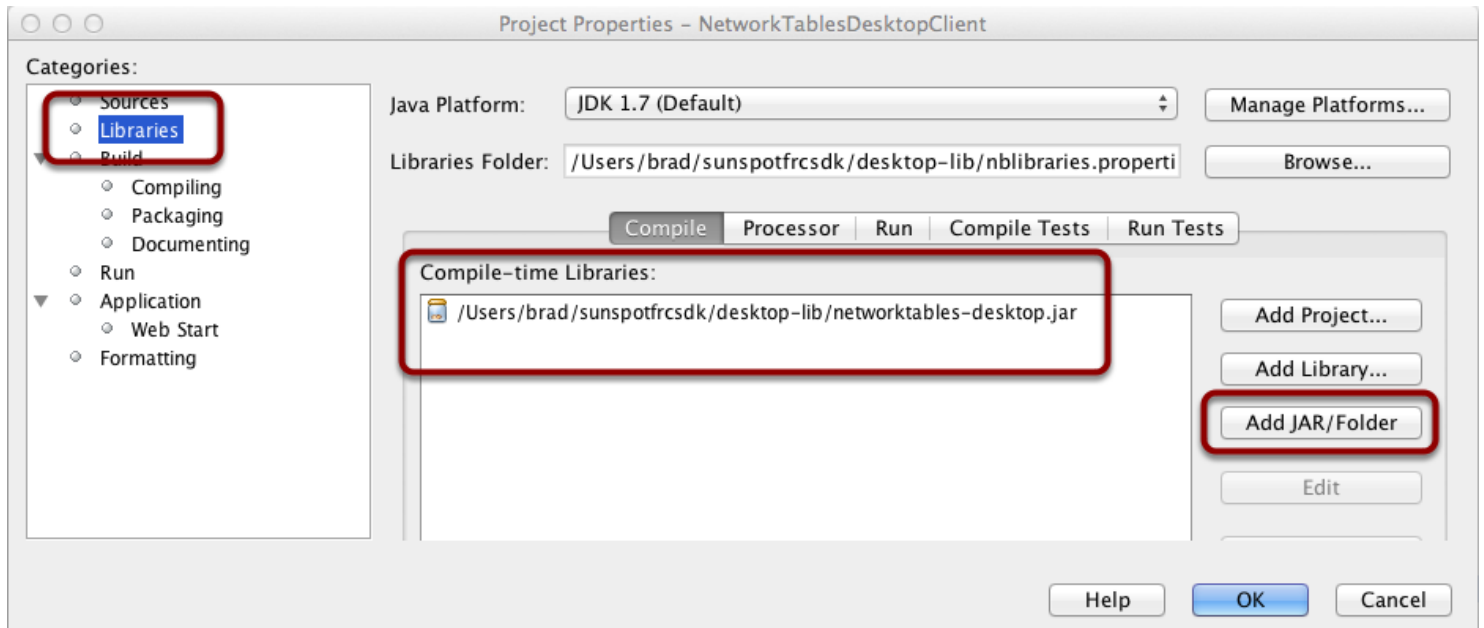 Project Properties – NetworkTablesDesktopClient
Categories:
Sources
Libraries
Build
Compiling
Packaging
Documenting
Run
Application
Web Start
Formatting
Java Platform: JDK 1.7 (Default) Manage Platforms...
Libraries Folder: /Users/brad/sunspotfrcsdk/desktop-lib/nblibraries.properti Browse...
Compile Processor Run Compile Tests Run Tests
Compile-time Libraries:
/Users/brad/sunspotfrcsdk/desktop-lib/networktables-desktop.jar
Add Project...
Add Library...
Add JAR/Folder
Edit
Help OK Cancel